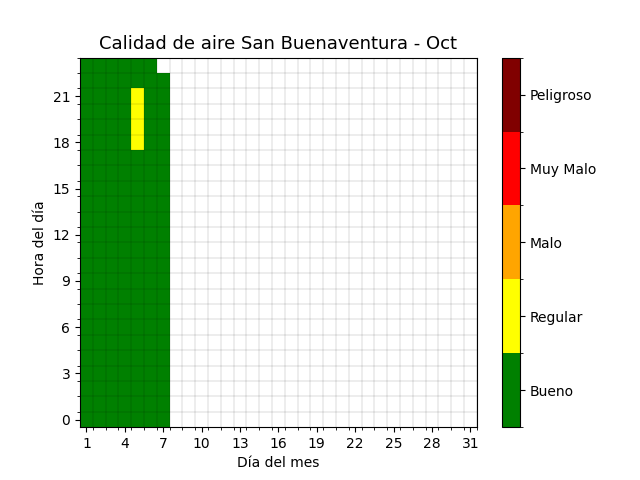 Calidad de aire San Buenaventura - Oct
Hora del día
21
18
15
12
9
6
3
0
1 4 7 10 13 16 19 22 25 28 31
Día del mes
Peligroso
Muy Malo
Malo
Regular
Bueno